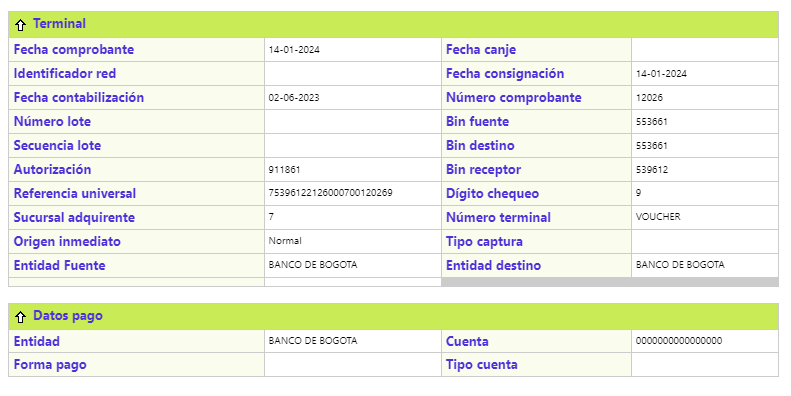 Terminal
Fecha comprobante 14-01-2024 Fecha canje
Identificador red Fecha consignación 14-01-2024
Fecha contabilización 02-06-2023 Número comprobante 12026
Número lote Bin fuente 553661
Secuencia lote Bin destino 553661
Autorización 911861 Bin receptor 539612
Referencia universal 75396122126000700120269 Dígito chequeo 9
Sucursal adquirente 7 Número terminal VOUCHER
Origen inmediato Normal Tipo captura
Entidad Fuente BANCO DE BOGOTA Entidad destino BANCO DE BOGOTA
Datos pago
Entidad BANCO DE BOGOTA Cuenta 0000000000000000
Forma pago Tipo cuenta